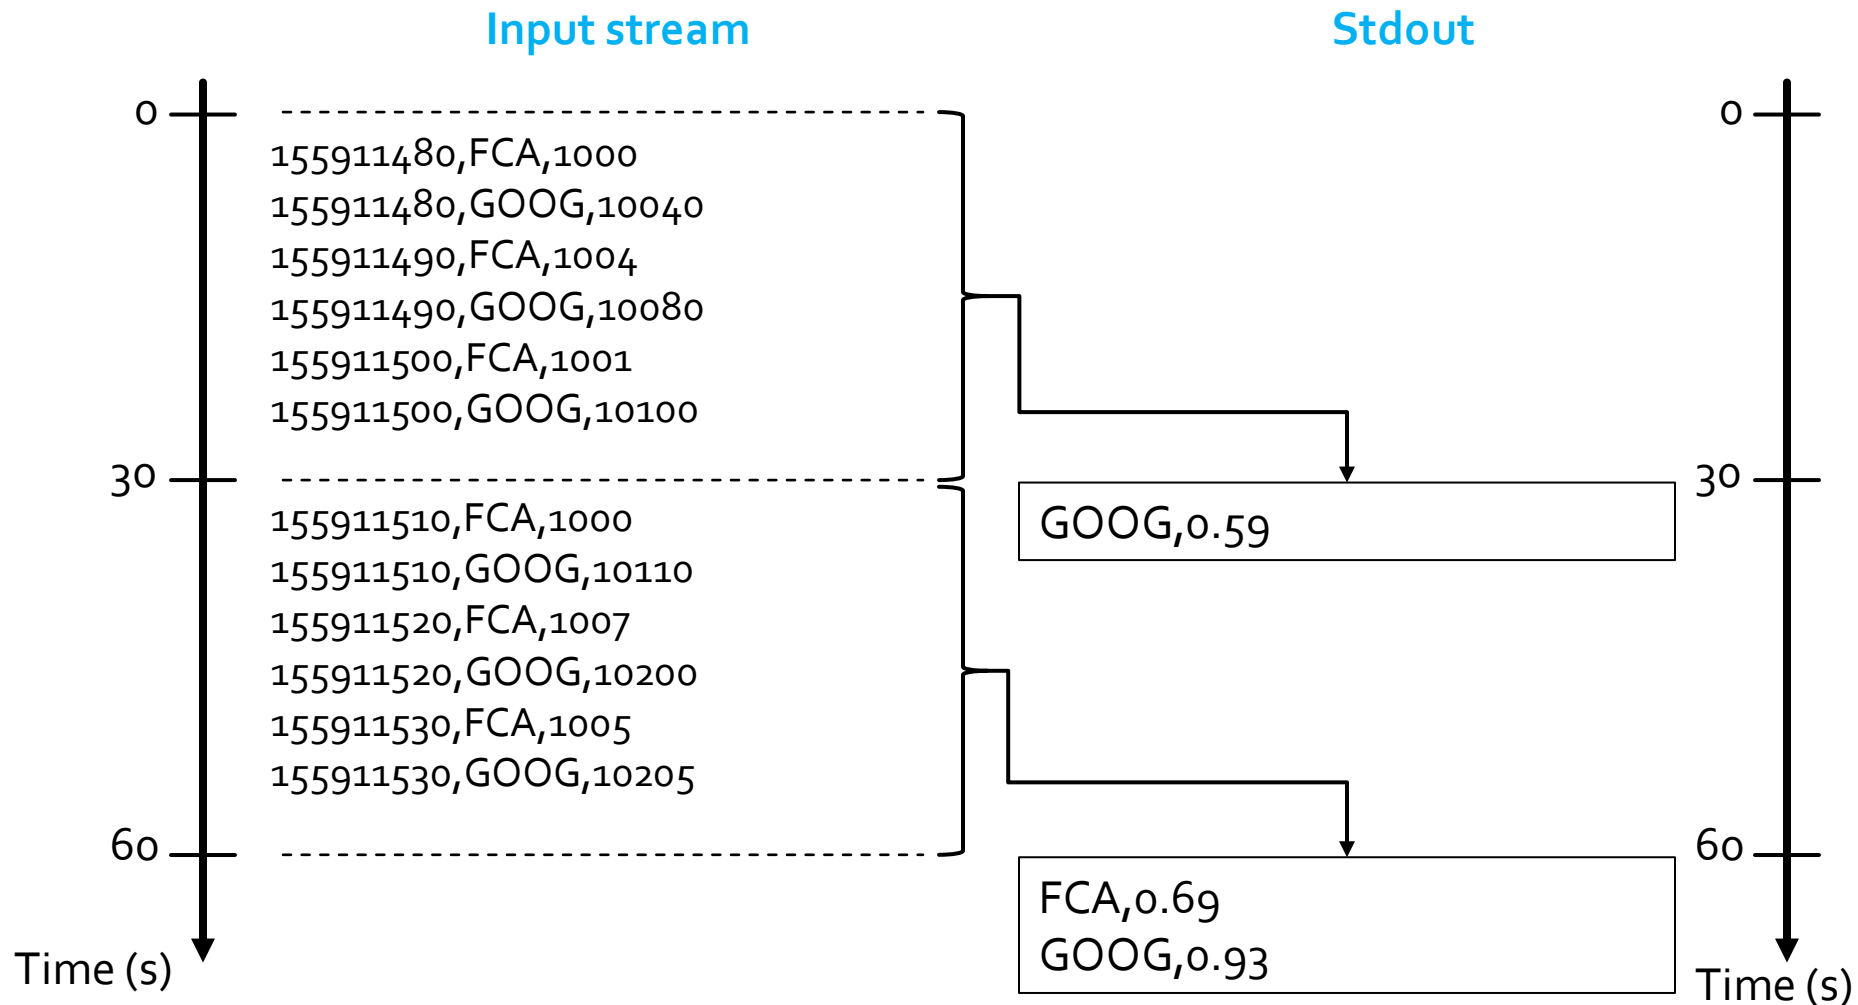 Input stream
Stdout
0
155911480,FCA,1000
155911480,GOOG,10040
155911490,FCA,1004
155911490,GOOG,10080
155911500,FCA,1001
155911500,GOOG,10100
30
155911510,FCA,1000
155911510,GOOG,10110
155911520,FCA,1007
155911520,GOOG,10200
155911530,FCA,1005
155911530,GOOG,10205
60
Time (s)
0
30
GOOG,0.59
60
FCA,0.69
GOOG,0.93
Time (s)